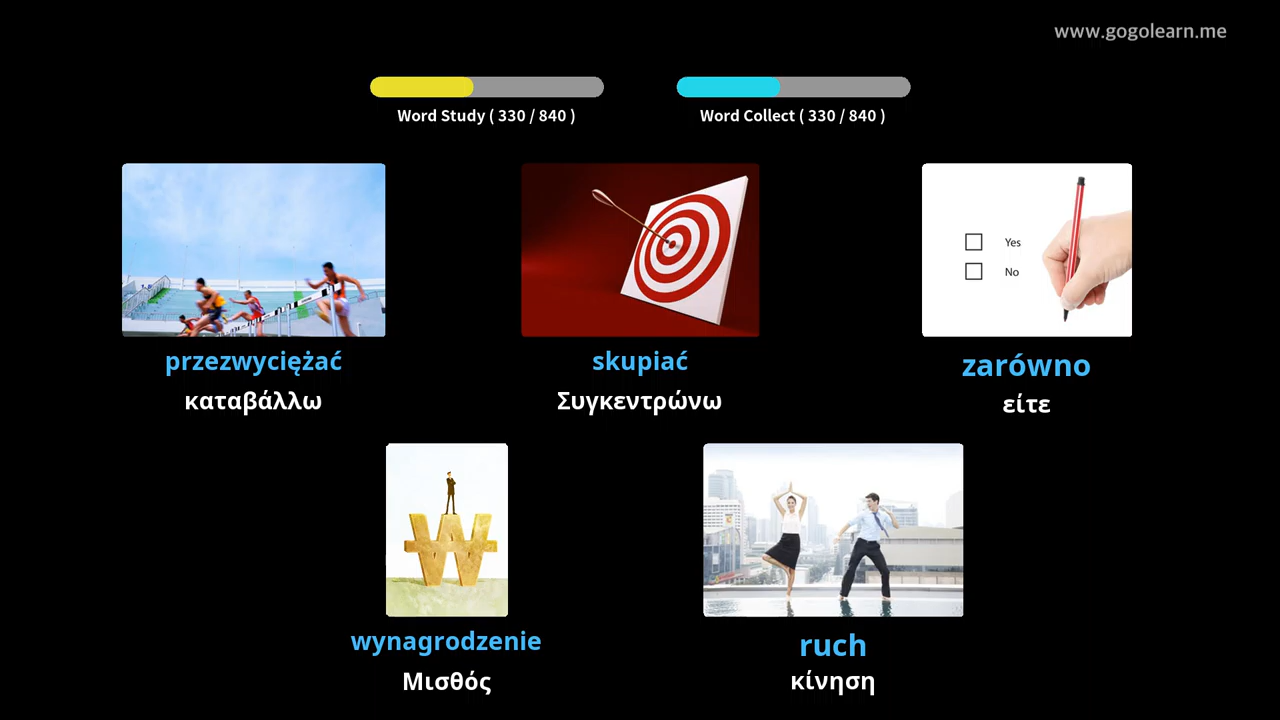 www.gogolearn.me
Word Study ( 330 / 840 )
Word Collect ( 330 / 840 )
Yes
No
przezwyciężać
καταβάλλω
skupiać
Συγκεντρώνω
zarówno
είτε
wynagrodzenie
Μισθός
ruch
κίνηση